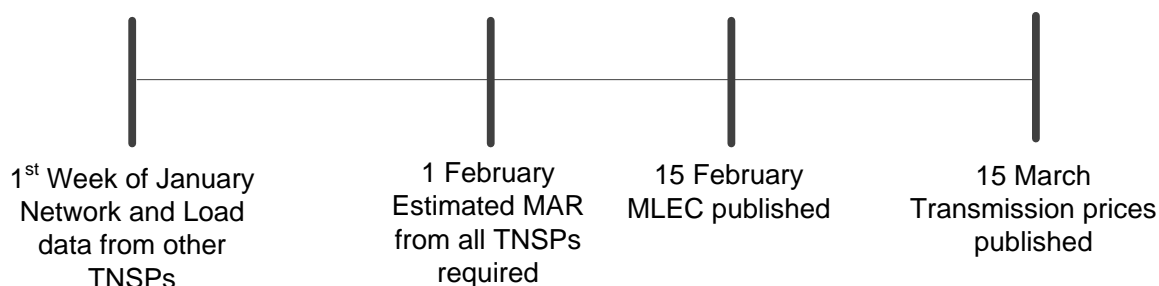 1st Week of January
Network and Load
data from other
TNSPs
1 February
Estimated MAR
from all TNSPs
required
15 February
MLEC published
15 March
Transmission prices
published